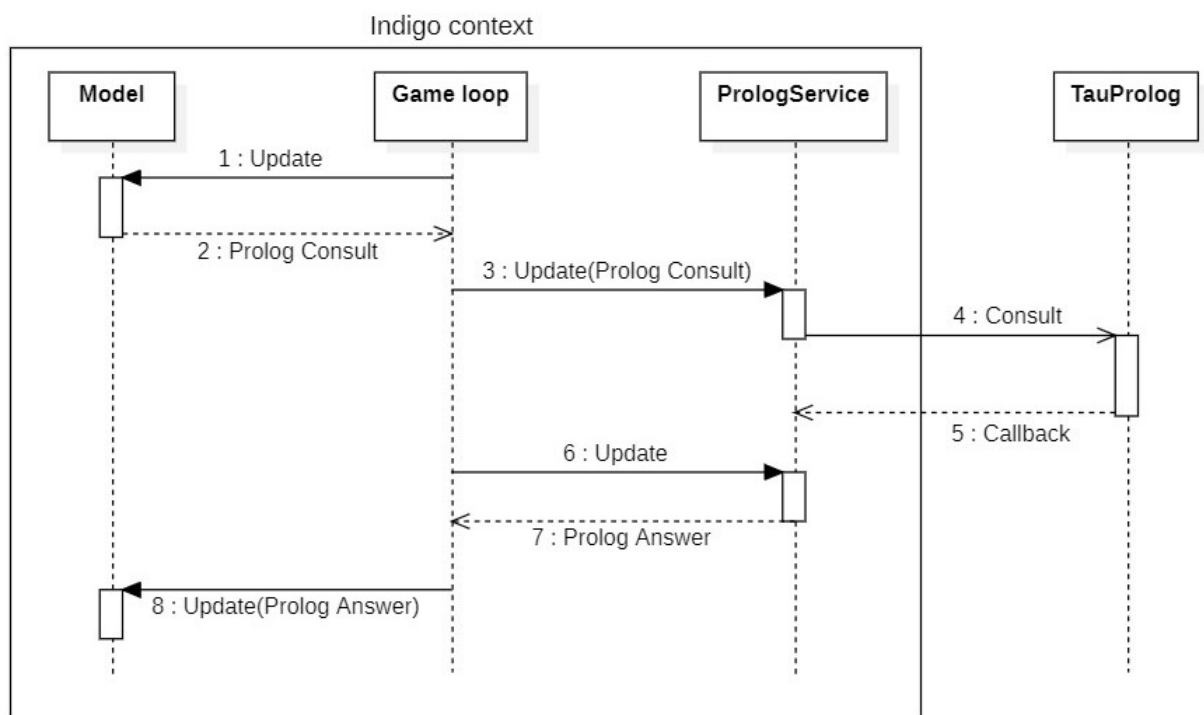 Indigo context
Model
Game loop
PrologService
TauProlog
1 : Update
2 : Prolog Consult
3 : Update(Prolog Consult)
4 : Consult
5 : Callback
6 : Update
7 : Prolog Answer
8 : Update(Prolog Answer)